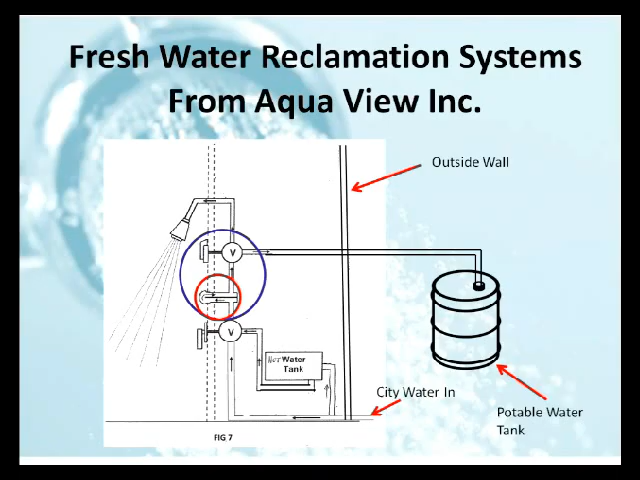 Fresh Water Reclamation Systems
From Aqua View Inc.
Outside Wall
V
V
Hot Water
Tank
City Water In
Potable Water
Tank
FIG 7